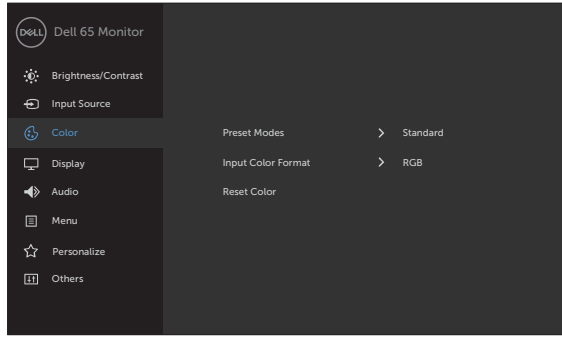 DELL Dell 65 Monitor
Brightness/Contrast
Input Source
Color
Preset Modes > Standard
Display
Input Color Format > RGB
Audio
Reset Color
Menu
Personalize
Others